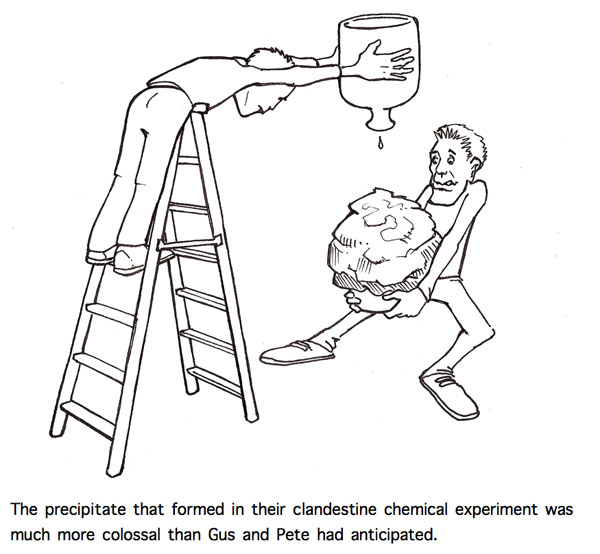 The precipitate that formed in their clandestine chemical experiment was
much more colossal than Gus and Pete had anticipated.